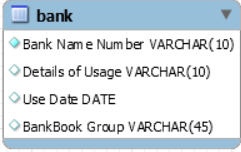 bank
Bank Name Number VARCHAR(10)
Details of Usage VARCHAR(10)
Use Date DATE
BankBook Group VARCHAR(45)